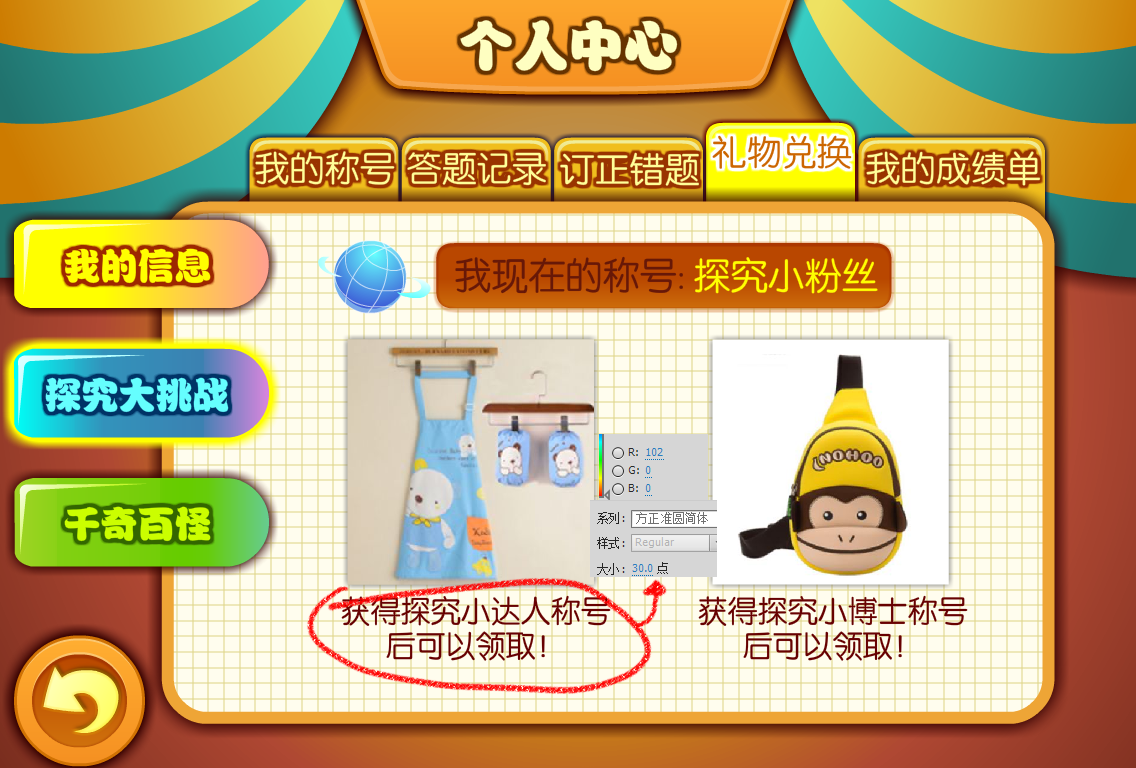 个人中心
我的称号
答题记录
订正错题
礼物兑换
我的成绩单
我的信息
我现在的称号: 探究小粉丝
探究大挑战
千奇百怪
R: 102
G: 0
B: 0
系列: 方正准圆简体
样式: Regular
大小: 30.0 点
获得探究小达人称号
后可以领取!
获得探究小博士称号
后可以领取!